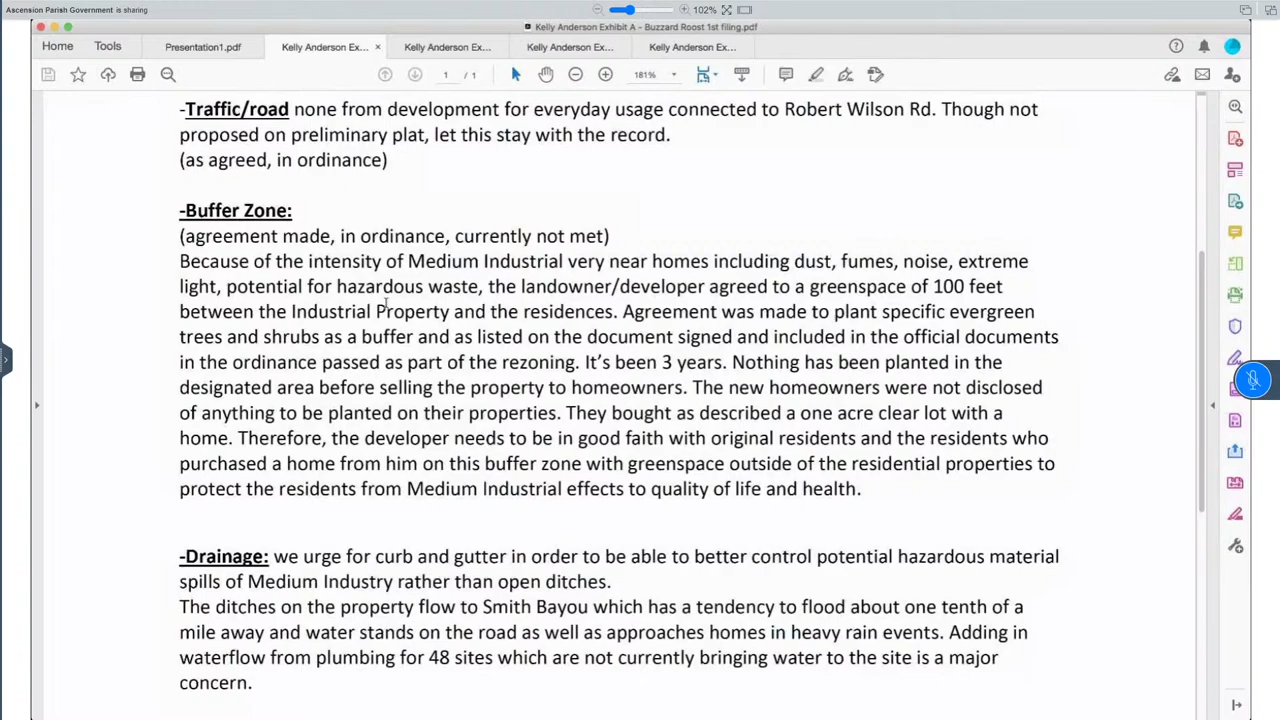 Ascension Parish Government is sharing
102%
Kelly Anderson Exhibit A - Buzzard Roost 1st filing.pdf
Home
Tools
Presentation1.pdf
Kelly Anderson Ex...
×
Kelly Anderson Ex...
Kelly Anderson Ex...
Kelly Anderson Ex...
1 / 1
181%
-Traffic/road none from development for everyday usage connected to Robert Wilson Rd. Though not
proposed on preliminary plat, let this stay with the record.
(as agreed, in ordinance)
-Buffer Zone:
(agreement made, in ordinance, currently not met)
Because of the intensity of Medium Industrial very near homes including dust, fumes, noise, extreme
light, potential for hazardous waste, the landowner/developer agreed to a greenspace of 100 feet
between the Industrial Property and the residences. Agreement was made to plant specific evergreen
trees and shrubs as a buffer and as listed on the document signed and included in the official documents
in the ordinance passed as part of the rezoning. It's been 3 years. Nothing has been planted in the
designated area before selling the property to homeowners. The new homeowners were not disclosed
of anything to be planted on their properties. They bought as described a one acre clear lot with a
home. Therefore, the developer needs to be in good faith with original residents and the residents who
purchased a home from him on this buffer zone with greenspace outside of the residential properties to
protect the residents from Medium Industrial effects to quality of life and health.
-Drainage: we urge for curb and gutter in order to be able to better control potential hazardous material
spills of Medium Industry rather than open ditches.
The ditches on the property flow to Smith Bayou which has a tendency to flood about one tenth of a
mile away and water stands on the road as well as approaches homes in heavy rain events. Adding in
waterflow from plumbing for 48 sites which are not currently bringing water to the site is a major
concern.